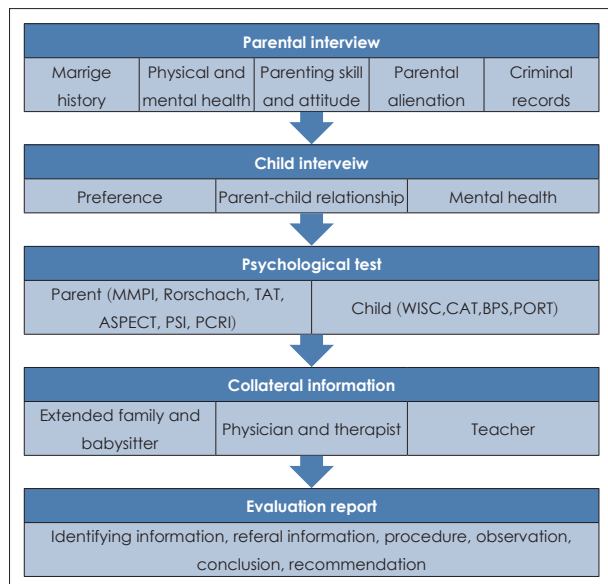 Parental interview
Marrige history
Physical and mental health
Parenting skill and attitude
Parental alienation
Criminal records
Child interveiw
Preference
Parent-child relationship
Mental health
Psychological test
Parent (MMPI, Rorschach, TAT,
ASPECT, PSI, PCRI)
Child (WISC,CAT,BPS,PORT)
Collateral information
Extended family and
babysitter
Physician and therapist
Teacher
Evaluation report
Identifying information, referal information, procedure, observation,
conclusion, recommendation